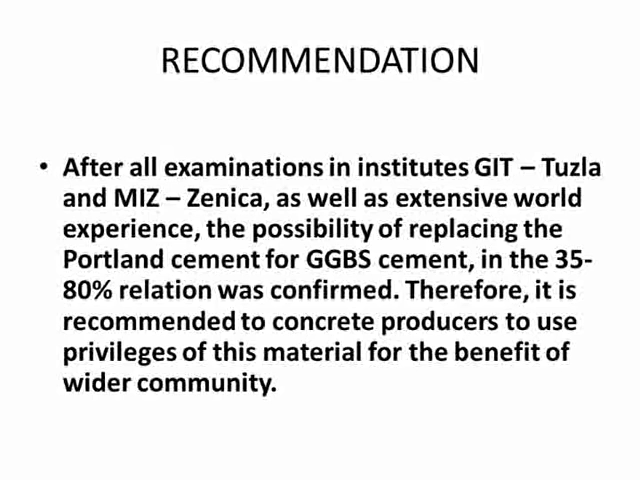 RECOMMENDATION
• After all examinations in institutes GIT – Tuzla
and MIZ – Zenica, as well as extensive world
experience, the possibility of replacing the
Portland cement for GGBS cement, in the 35-
80% relation was confirmed. Therefore, it is
recommended to concrete producers to use
privileges of this material for the benefit of
wider community.